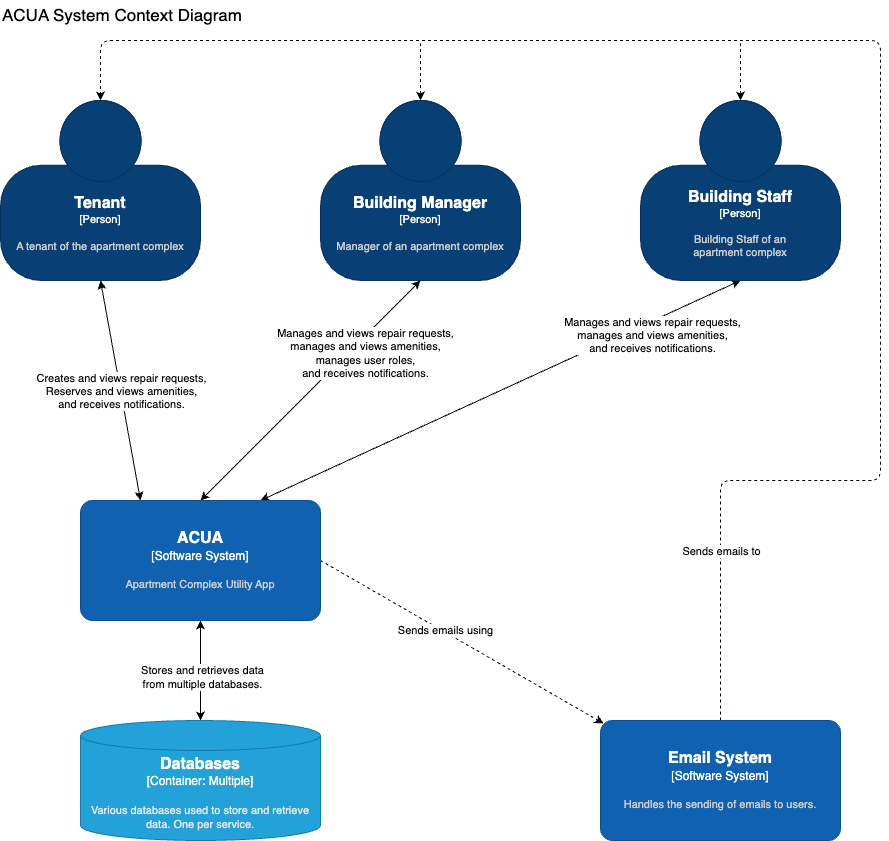 ACUA System Context Diagram
Tenant
[Person]
A tenant of the apartment complex
Building Manager
[Person]
Manager of an apartment complex
Building Staff
[Person]
Building Staff of an
apartment complex
Manages and views repair requests,
manages and views amenities,
and receives notifications.
Manages and views repair requests,
manages and views amenities,
manages user roles,
and receives notifications.
Creates and views repair requests,
Reserves and views amenities,
and receives notifications.
ACUA
[Software System]
Apartment Complex Utility App
Sends emails to
Sends emails using
Stores and retrieves data
from multiple databases.
Databases
[Container: Multiple]
Various databases used to store and retrieve
data. One per service.
Email System
[Software System]
Handles the sending of emails to users.